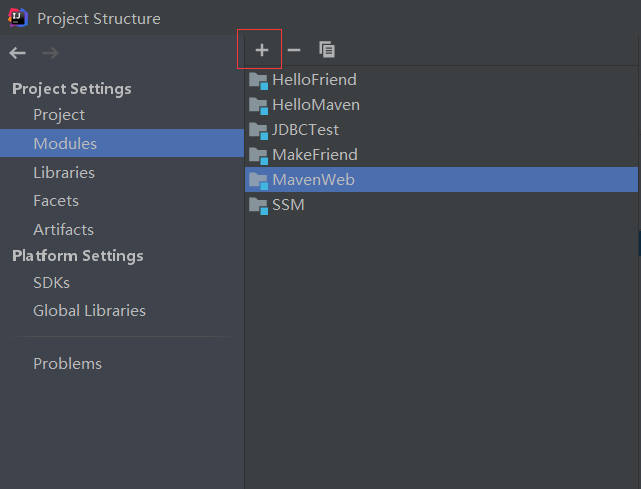 Project Structure
Project Settings
Project
Modules
Libraries
Facets
Artifacts
Platform Settings
SDKs
Global Libraries
Problems
HelloFriend
HelloMaven
JDBCTest
MakeFriend
MavenWeb
SSM